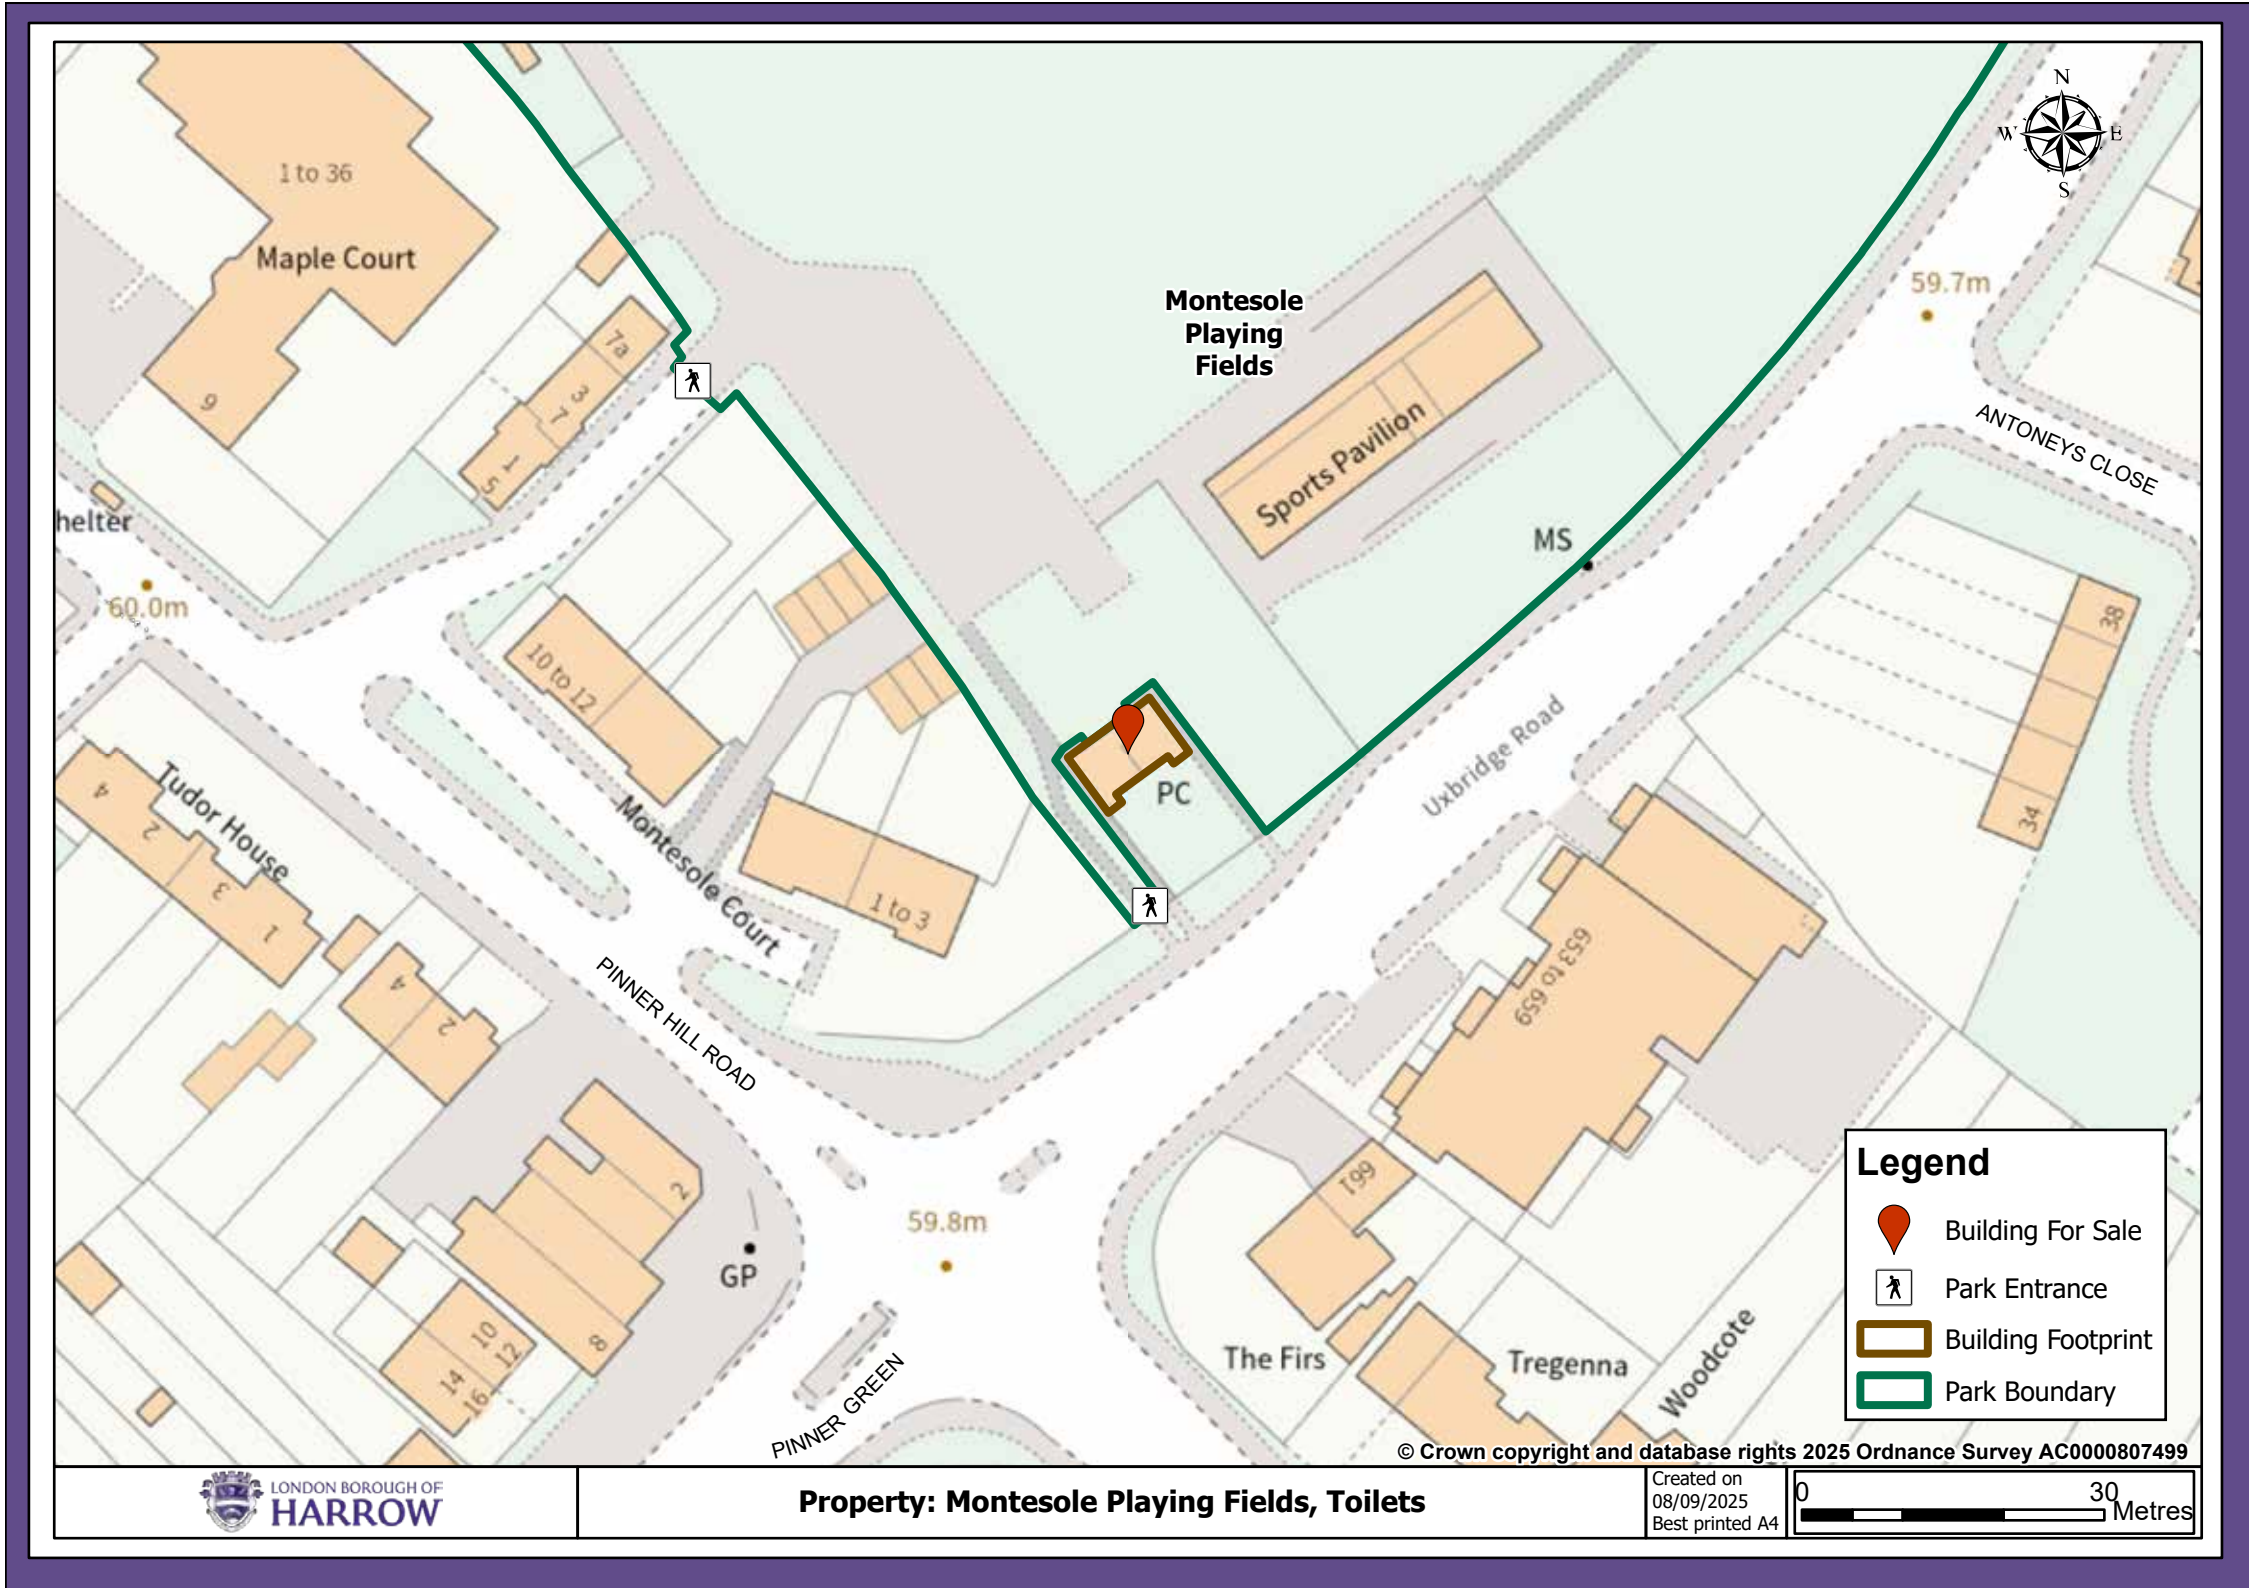 1 to 36
Maple Court
9
7a
3
7
1
5
helter
60.0m
Montesole
Playing
Fields
Sports Pavilion
MS
N
W
E
S
59.7m
ANTONEYS CLOSE
38
34
Uxbridge Road
PC
10 to 12
Montesole Court
1 to 3
Tudor House
4
2
3
1
4
2
PINNER HILL ROAD
653 to 659
661
2
8
10
12
14
16
GP
59.8m
PINNER GREEN
The Firs
Tregenna
Woodcote
Legend
Building For Sale
Park Entrance
Building Footprint
Park Boundary
© Crown copyright and database rights 2025 Ordnance Survey AC0000807499
LONDON BOROUGH OF
HARROW
Property: Montesole Playing Fields, Toilets
Created on
08/09/2025
Best printed A4
0
30
Metres